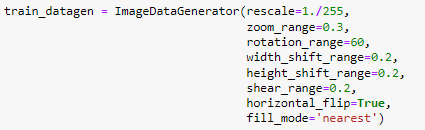 train_datagen = ImageDataGenerator(rescale=1./255,
zoom_range=0.3,
rotation_range=60,
width_shift_range=0.2,
height_shift_range=0.2,
shear_range=0.2,
horizontal_flip=True,
fill_mode='nearest')